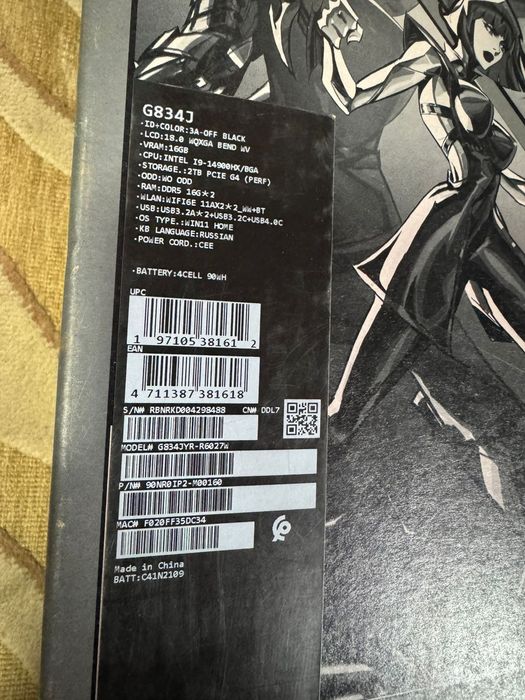 G834J
·ID+COLOR:3A-OFF BLACK
·LCD:18.0 WQXGA BEND WV
·VRAM:16GB
·CPU:INTEL I9-14900HX/BGA
·STORAGE.:2TB PCIE G4 (PERF)
·ODD:WO ODD
·RAM:DDR5 16G*2
·WLAN:WIFI6E 11AX2*2_WW+BT
·USB:USB3.2A*2+USB3.2C+USB4.0C
·OS TYPE.:WIN11 HOME
·KB LANGUAGE:RUSSIAN
·POWER CORD.:CEE
·BATTERY:4CELL 90WH
UPC
1 97105 38161 2
EAN
4 711387 381618
S/N# RBNRKD004298488 CN# DDL7
MODEL# G834JYR-R6027W
P/N# 90NR0IP2-M00160
MAC# F020FF35DC34
Made in China
BATT:C41N2109